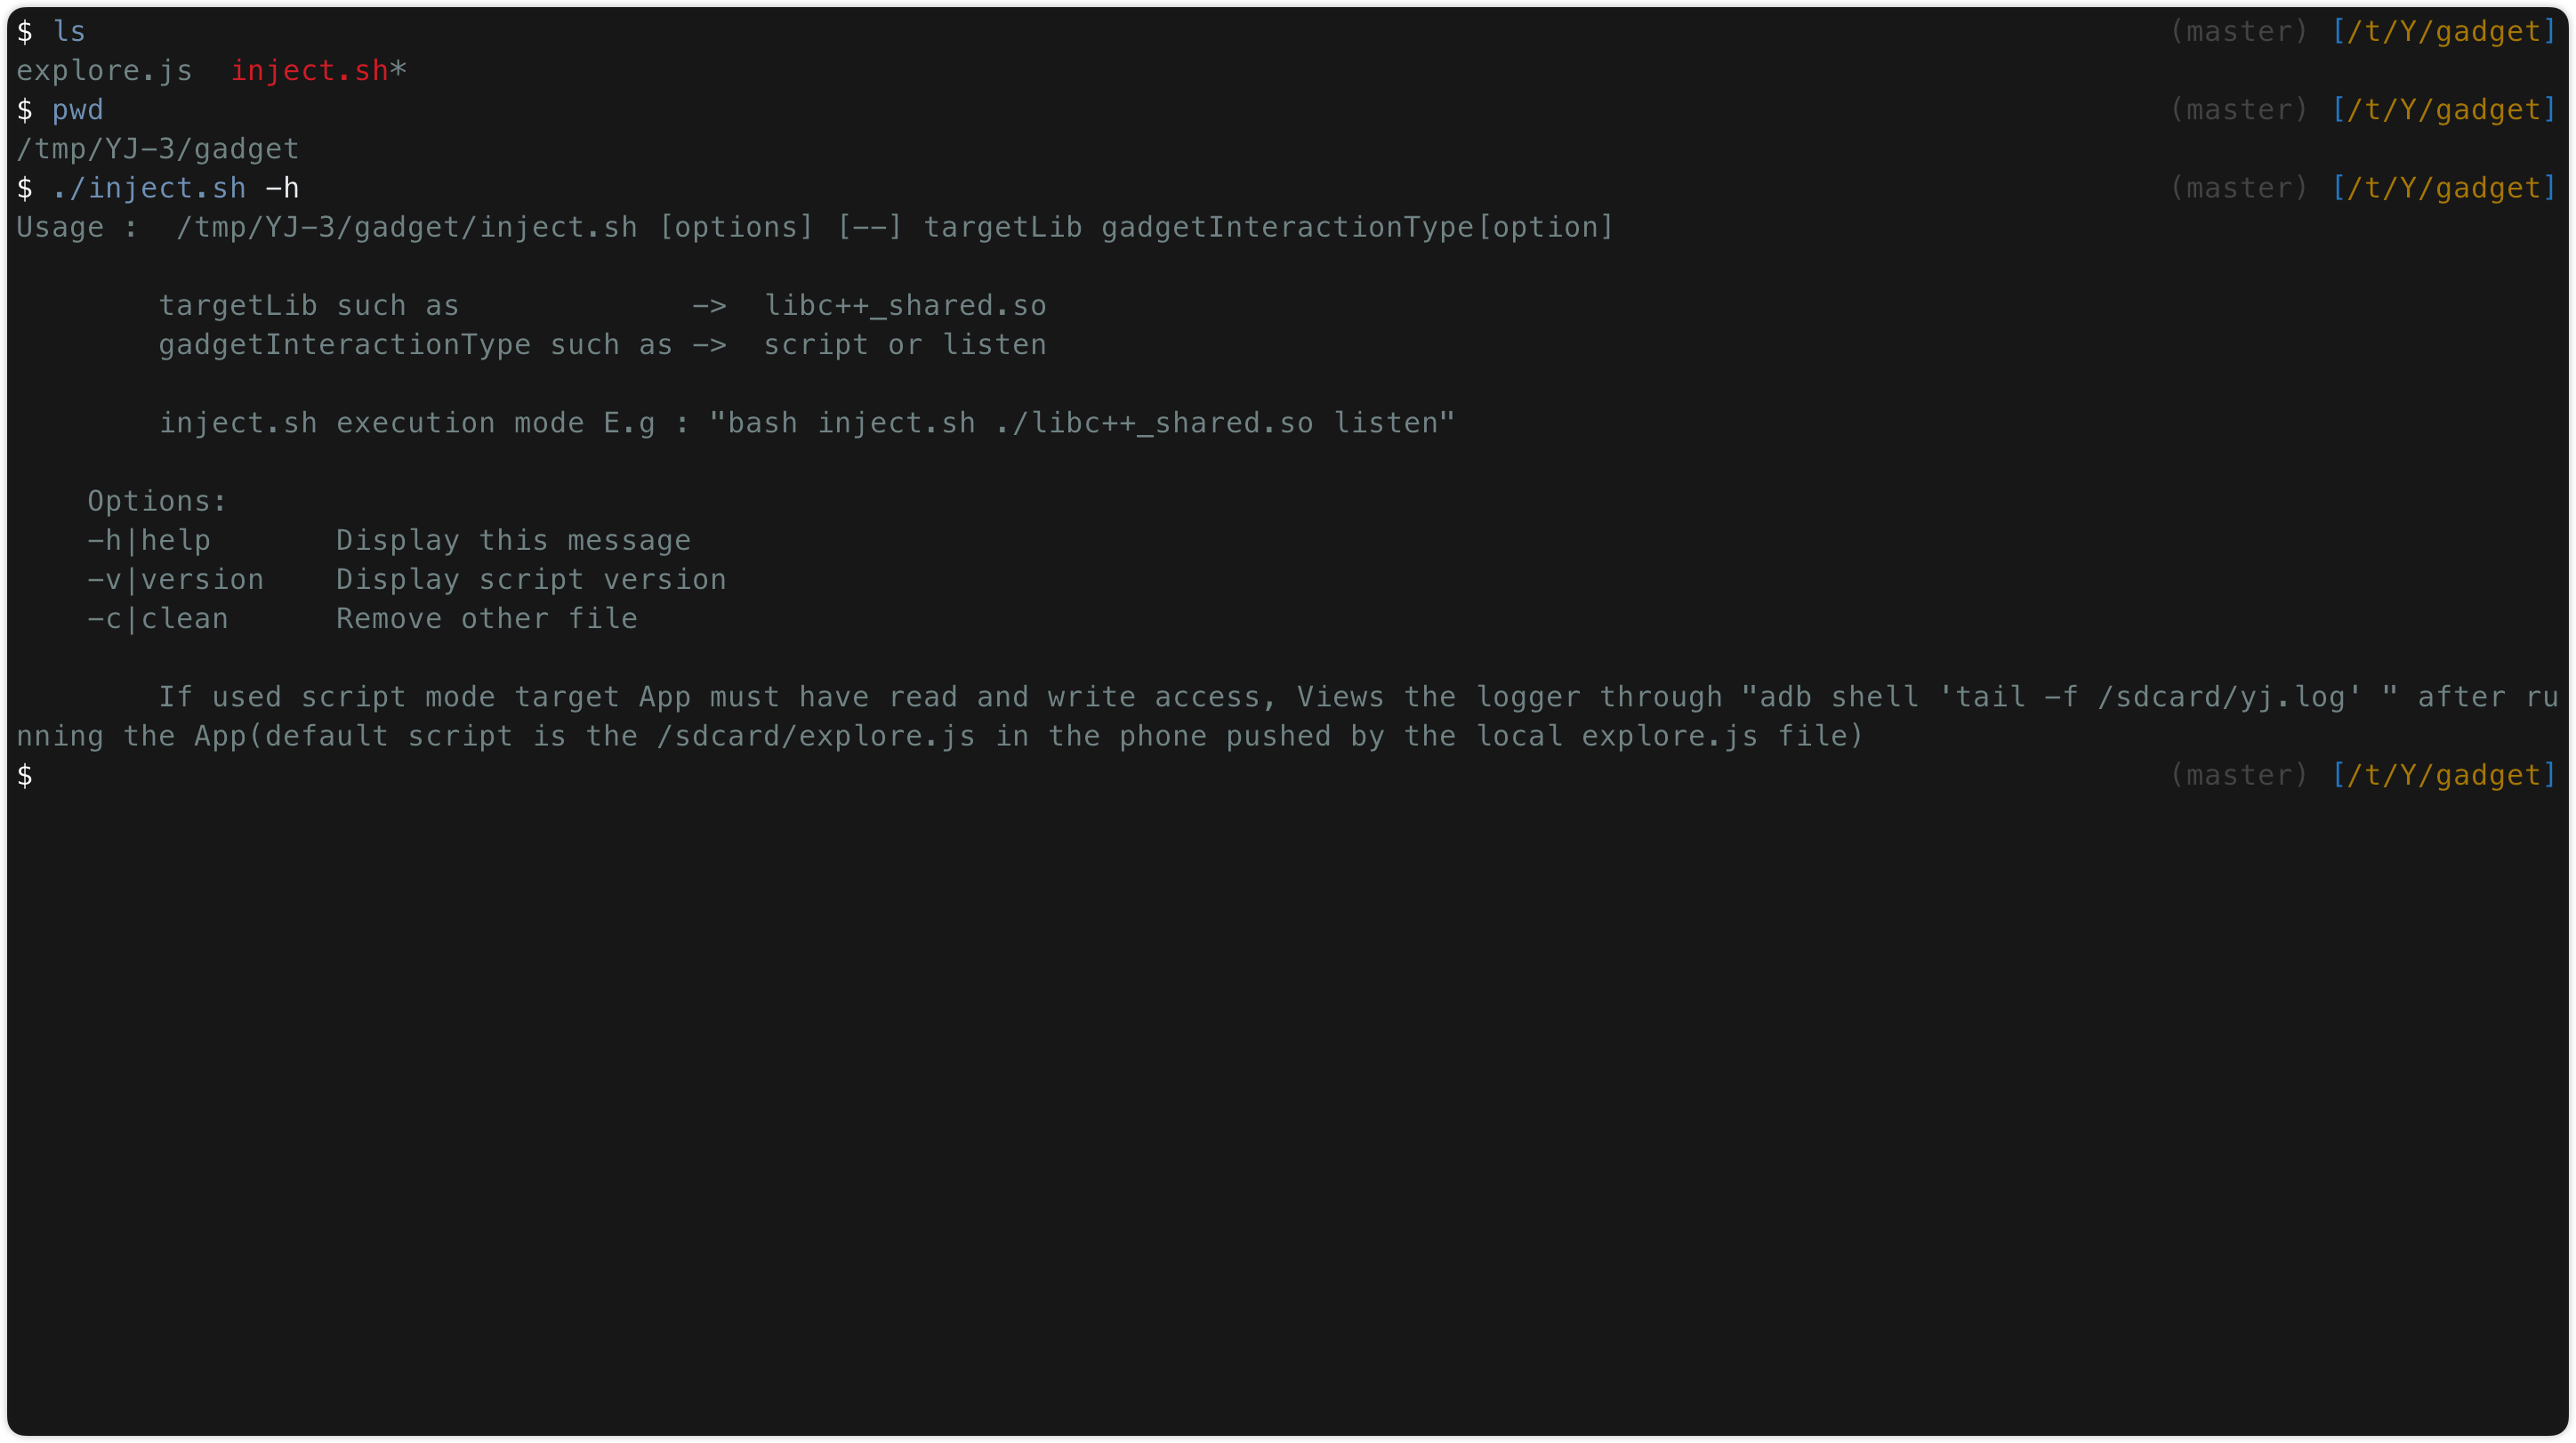 $ ls (master) [/t/Y/gadget]
explore.js  inject.sh*
$ pwd (master) [/t/Y/gadget]
/tmp/YJ-3/gadget
$ ./inject.sh -h (master) [/t/Y/gadget]
Usage :  /tmp/YJ-3/gadget/inject.sh [options] [--] targetLib gadgetInteractionType[option]
targetLib such as             ->  libc++_shared.so
gadgetInteractionType such as ->  script or listen
inject.sh execution mode E.g : "bash inject.sh ./libc++_shared.so listen"
Options:
-h|help       Display this message
-v|version    Display script version
-c|clean      Remove other file
If used script mode target App must have read and write access, Views the logger through "adb shell 'tail -f /sdcard/yj.log' " after ru
nning the App(default script is the /sdcard/explore.js in the phone pushed by the local explore.js file)
$ (master) [/t/Y/gadget]